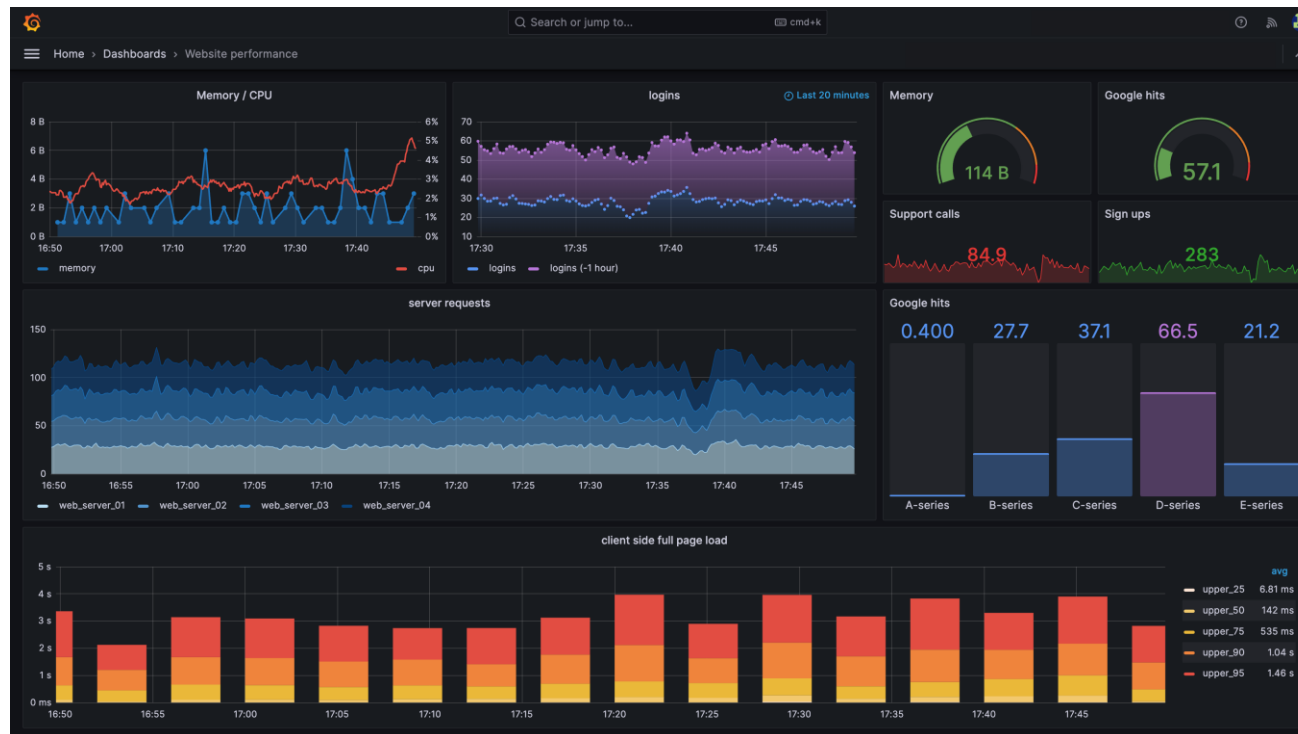 Search or jump to... cmd+k
Home › Dashboards › Website performance
Memory / CPU
8 B
6 B
4 B
2 B
0 B
6%
5%
4%
3%
2%
1%
0%
16:50 17:00 17:10 17:20 17:30 17:40
memory cpu
logins Last 20 minutes
70
60
50
40
30
20
10
17:30 17:35 17:40 17:45
logins logins (-1 hour)
Memory
114 B
Google hits
57.1
Support calls
84.9
Sign ups
283
server requests
150
100
50
0
16:50 16:55 17:00 17:05 17:10 17:15 17:20 17:25 17:30 17:35 17:40 17:45
web_server_01 web_server_02 web_server_03 web_server_04
Google hits
0.400 27.7 37.1 66.5 21.2
A-series B-series C-series D-series E-series
client side full page load
5 s
4 s
3 s
2 s
1 s
0 ms
16:50 16:55 17:00 17:05 17:10 17:15 17:20 17:25 17:30 17:35 17:40 17:45
avg
upper_25 6.81 ms
upper_50 142 ms
upper_75 535 ms
upper_90 1.04 s
upper_95 1.46 s